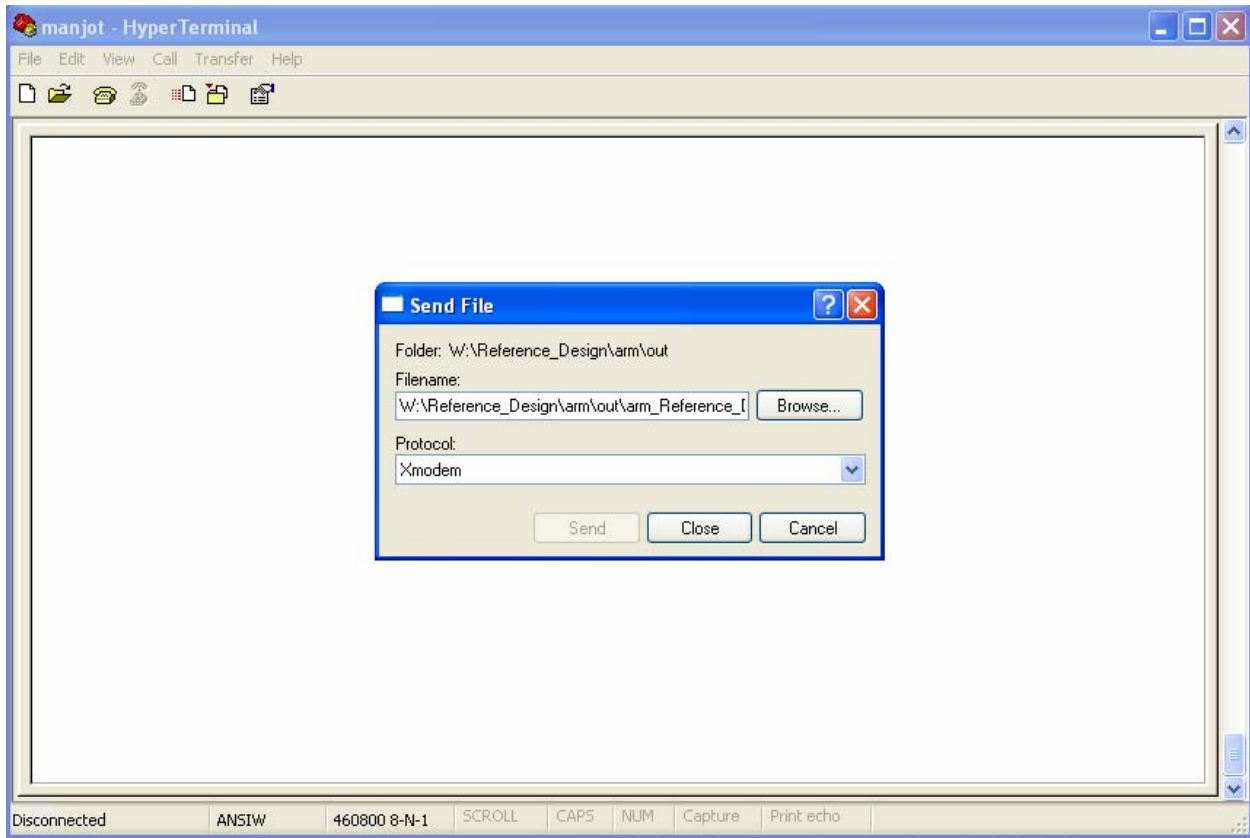 manjot - HyperTerminal
File Edit View Call Transfer Help
Send File
Folder: W:\Reference_Design\arm\out
Filename:
W:\Reference_Design\arm\out\arm_Reference_ Browse...
Protocol:
Xmodem
Send Close Cancel
Disconnected ANSIW 460800 8-N-1 SCROLL CAPS NUM Capture Print echo